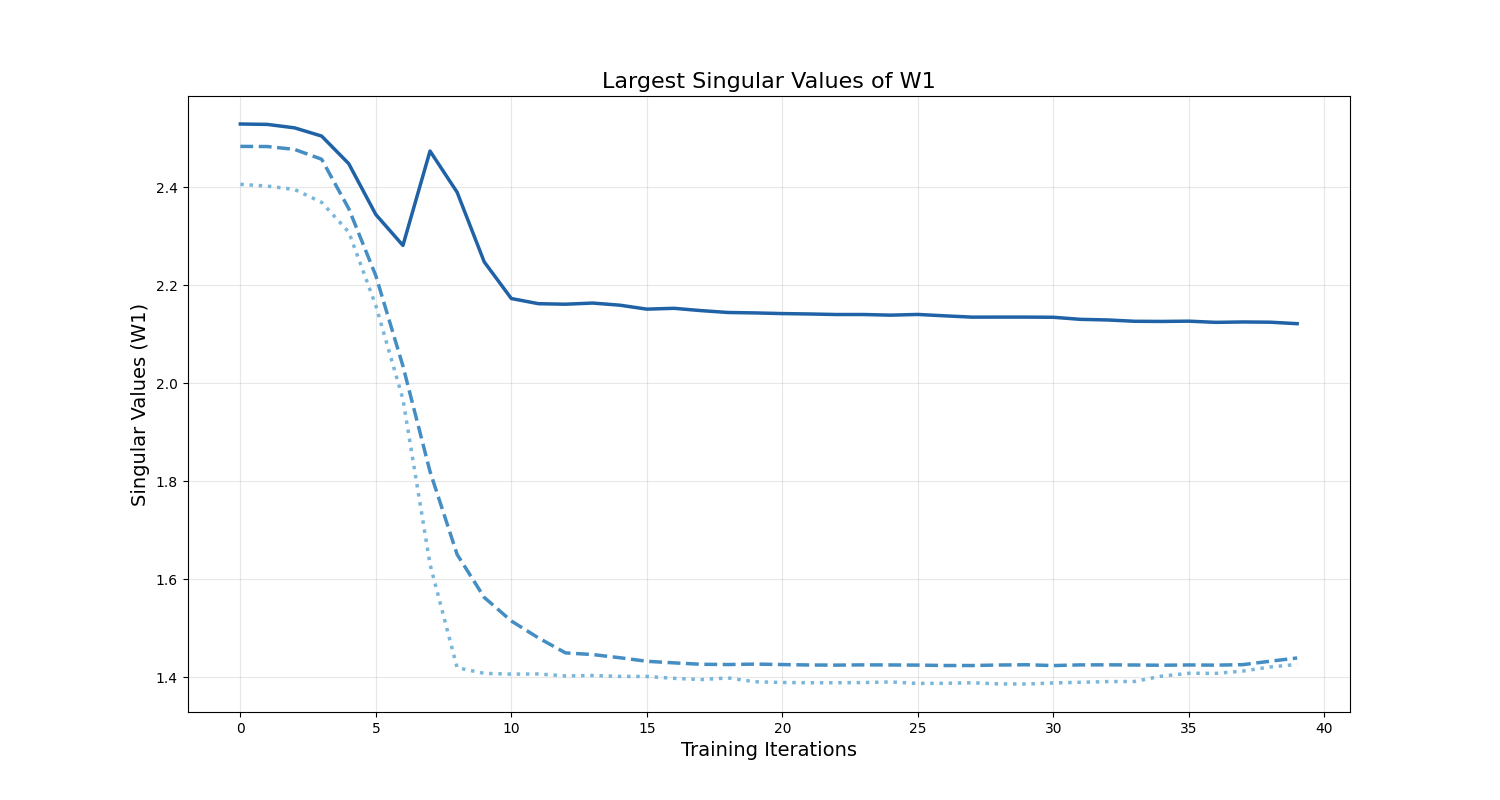 Largest Singular Values of W1
Singular Values (W1)
2.4
2.2
2.0
1.8
1.6
1.4
0 5 10 15 20 25 30 35 40
Training Iterations